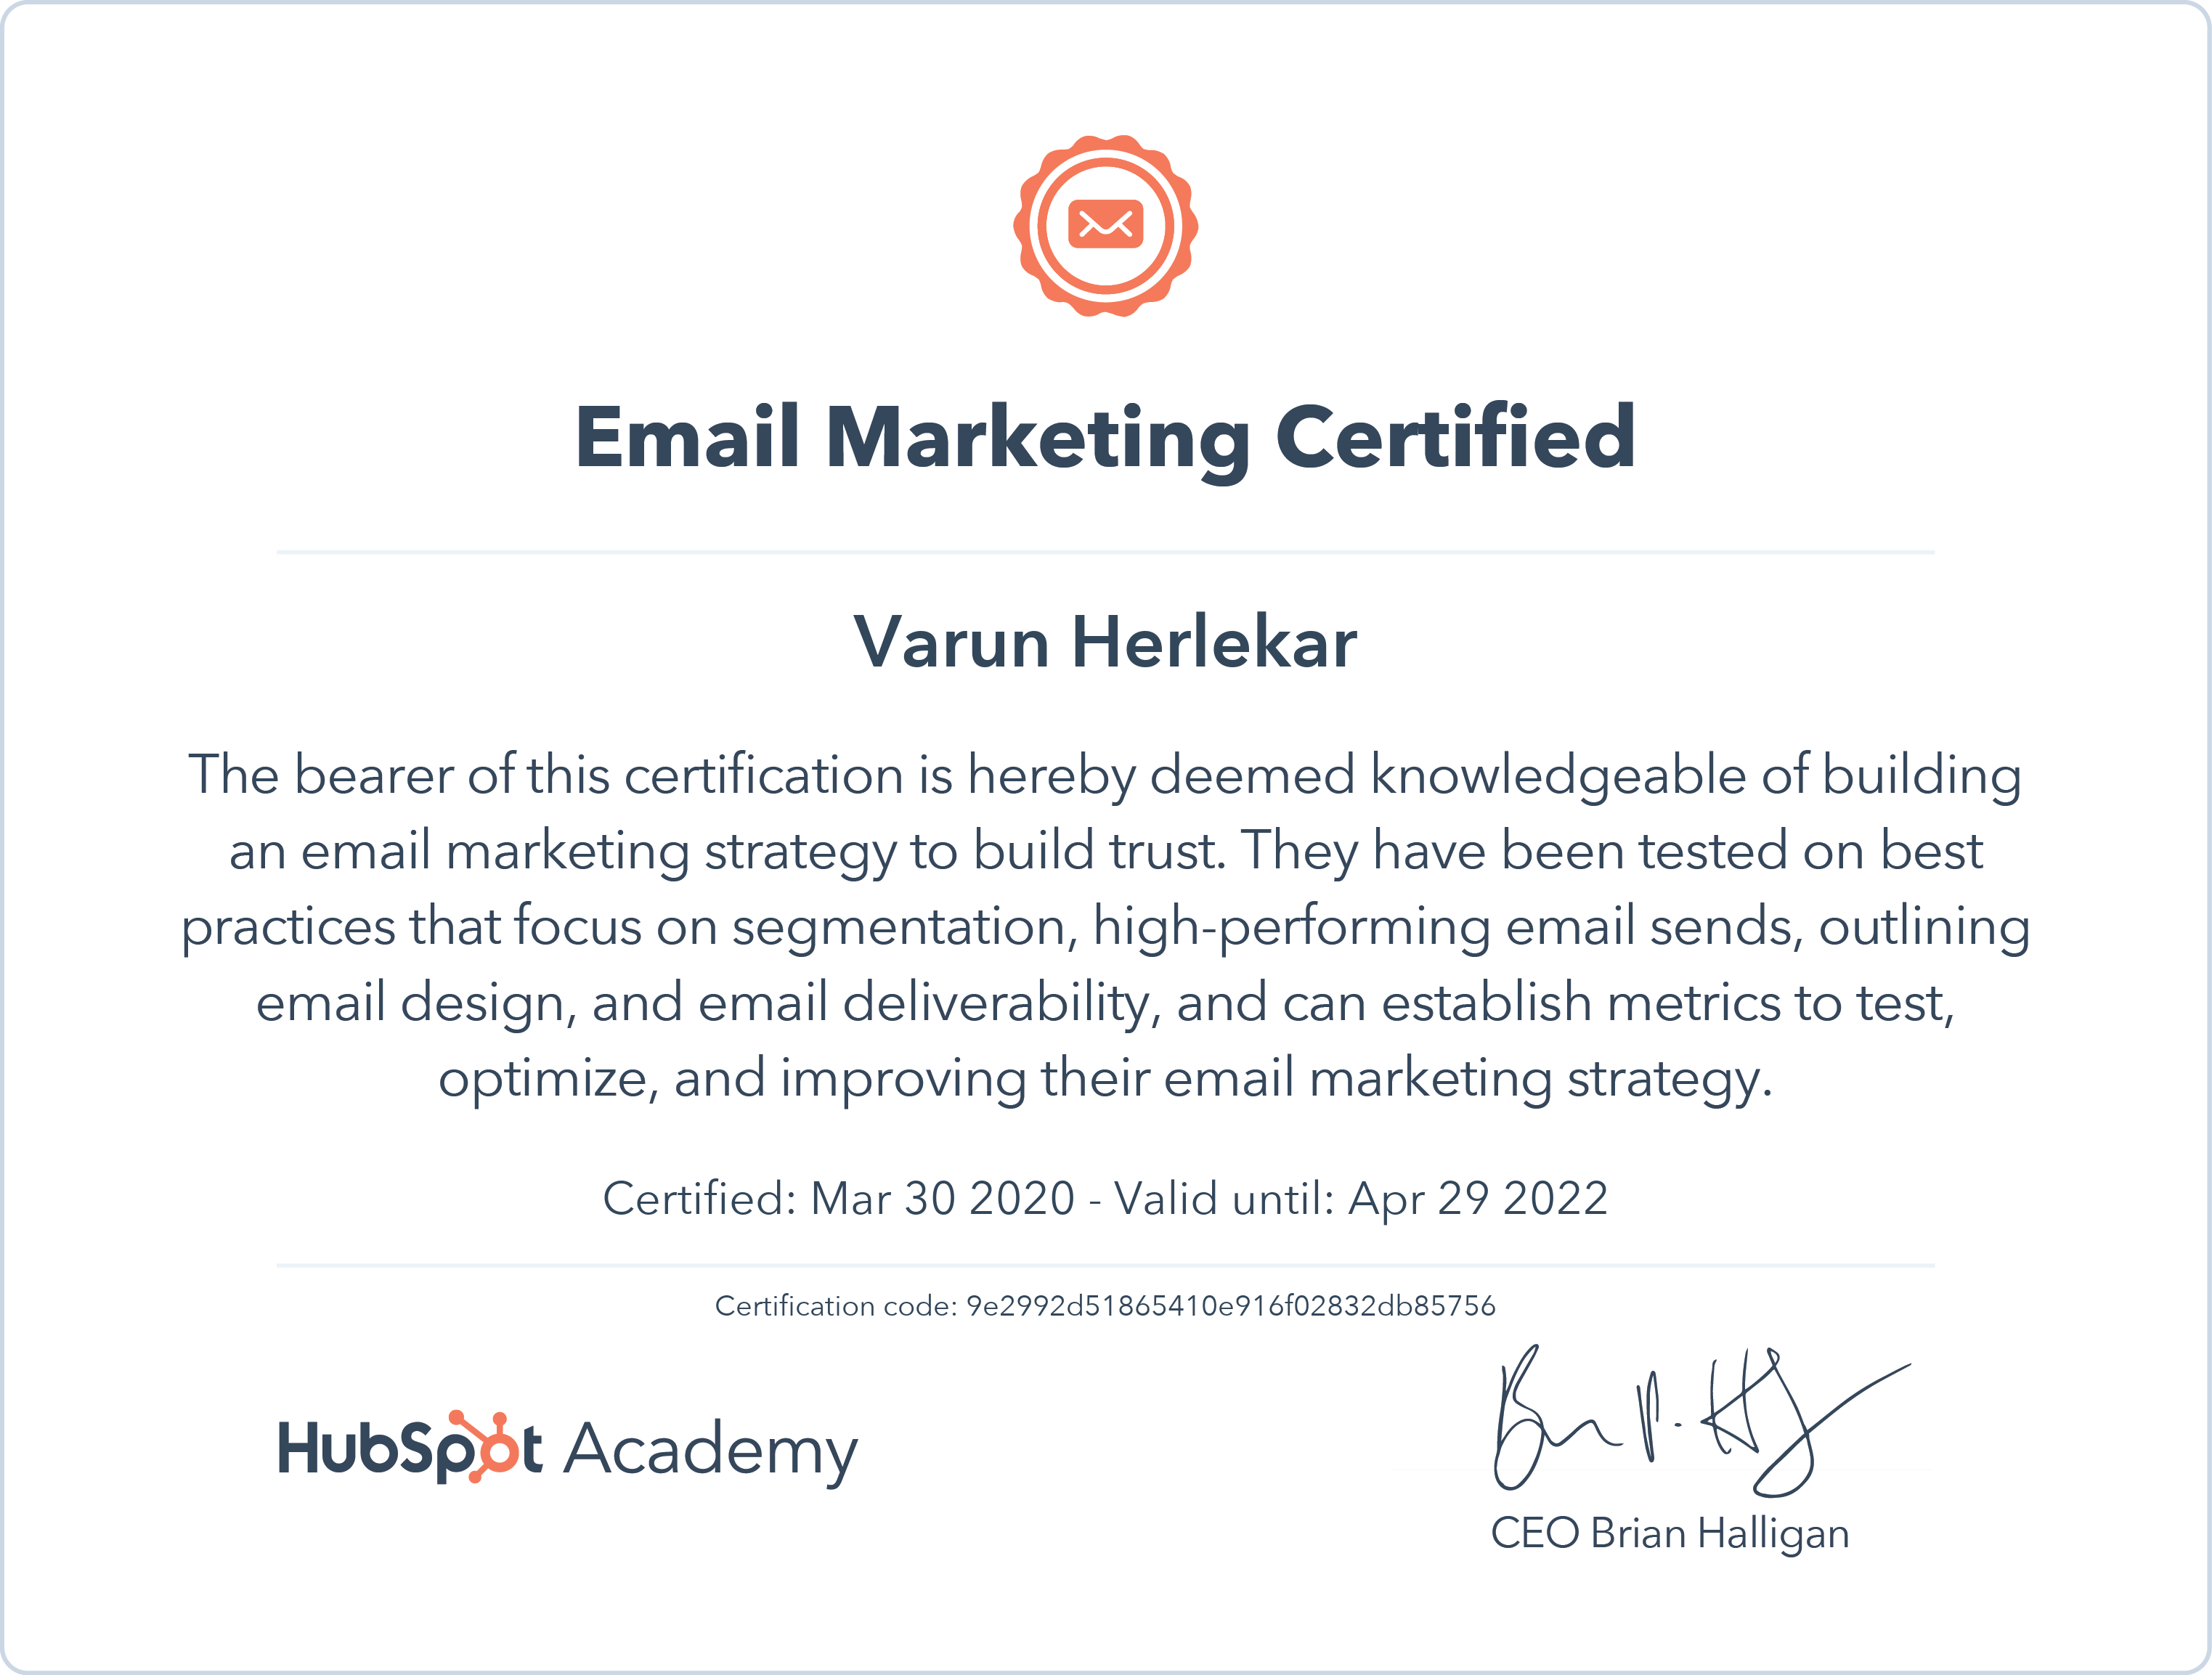 Email Marketing Certified
Varun Herlekar
The bearer of this certification is hereby deemed knowledgeable of building
an email marketing strategy to build trust. They have been tested on best
practices that focus on segmentation, high-performing email sends, outlining
email design, and email deliverability, and can establish metrics to test,
optimize, and improving their email marketing strategy.
Certified: Mar 30 2020 - Valid until: Apr 29 2022
Certification code: 9e2992d51865410e916f02832db85756
HubSpot Academy
CEO Brian Halligan